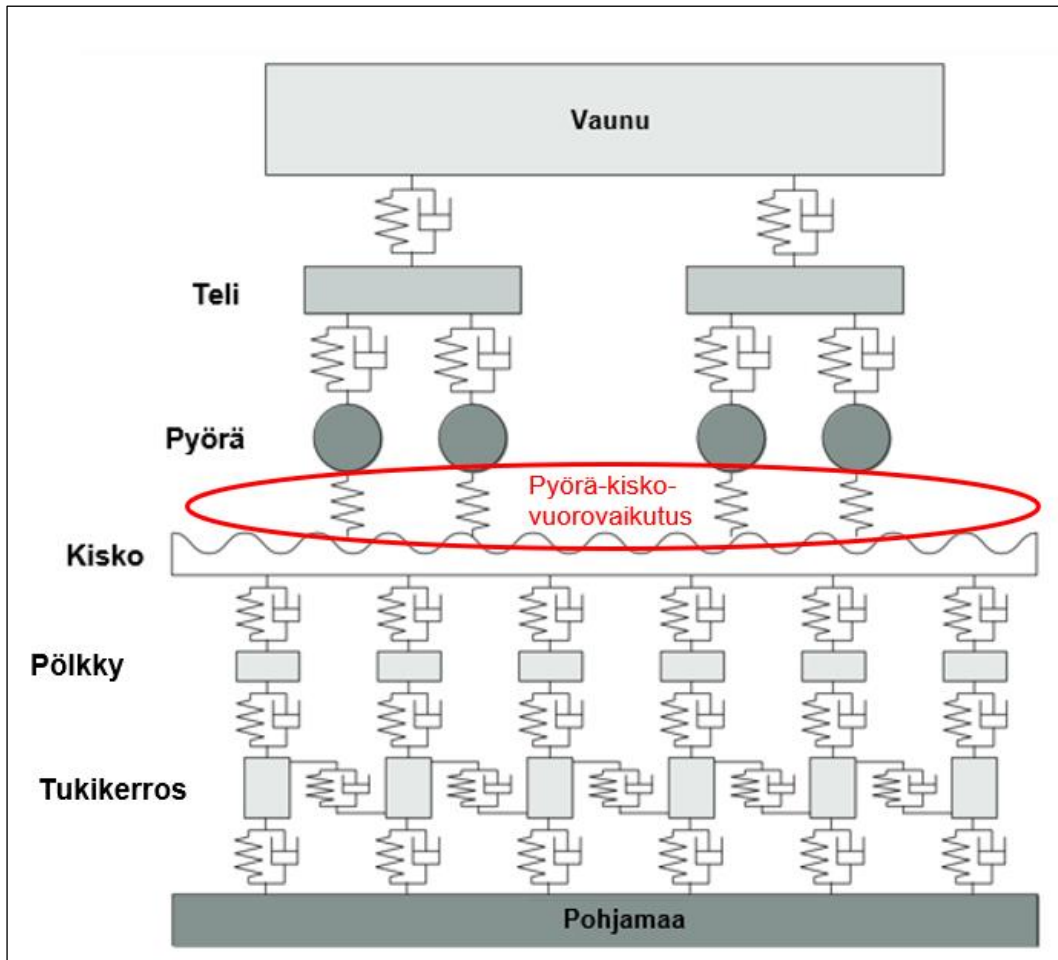 Vaunu
Teli
Pyörä
Pyörä-kisko-
vuorovaikutus
Kisko
Pölkky
Tukikerros
Pohjamaa